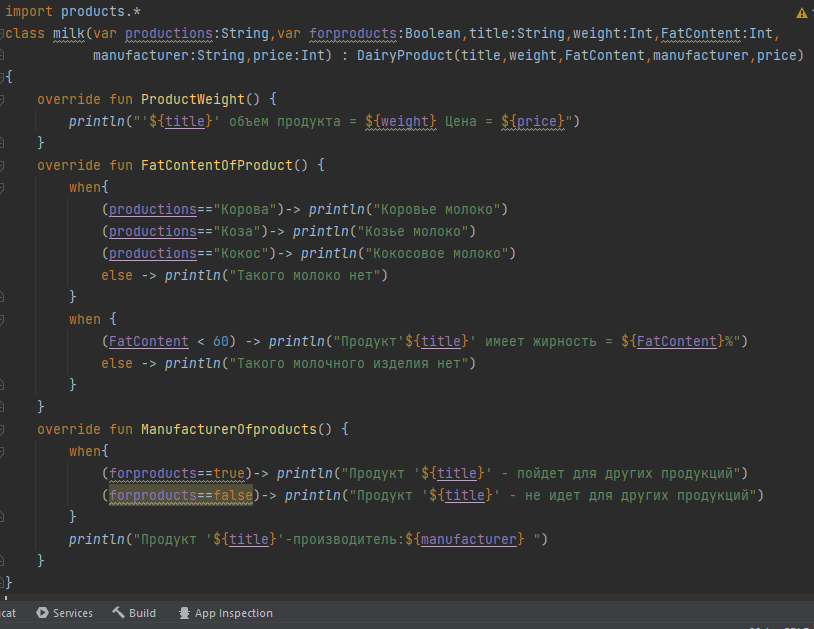 import products.*
class milk(var productions:String,var forproducts:Boolean,title:String,weight:Int,FatContent:Int,
manufacturer:String,price:Int) : DairyProduct(title,weight,FatContent,manufacturer,price)
{
override fun ProductWeight() {
println("'${title}' объем продукта = ${weight} Цена = ${price}")
}
override fun FatContentOfProduct() {
when{
(productions=="Корова")-> println("Коровье молоко")
(productions=="Коза")-> println("Козье молоко")
(productions=="Кокос")-> println("Кокосовое молоко")
else -> println("Такого молоко нет")
}
when {
(FatContent < 60) -> println("Продукт'${title}' имеет жирность = ${FatContent}%")
else -> println("Такого молочного изделия нет")
}
}
override fun ManufacturerOfproducts() {
when{
(forproducts==true)-> println("Продукт '${title}' - пойдет для других продукций")
(forproducts==false)-> println("Продукт '${title}' - не идет для других продукций")
}
println("Продукт '${title}'-производитель:${manufacturer} ")
}
}
cat Services Build App Inspection